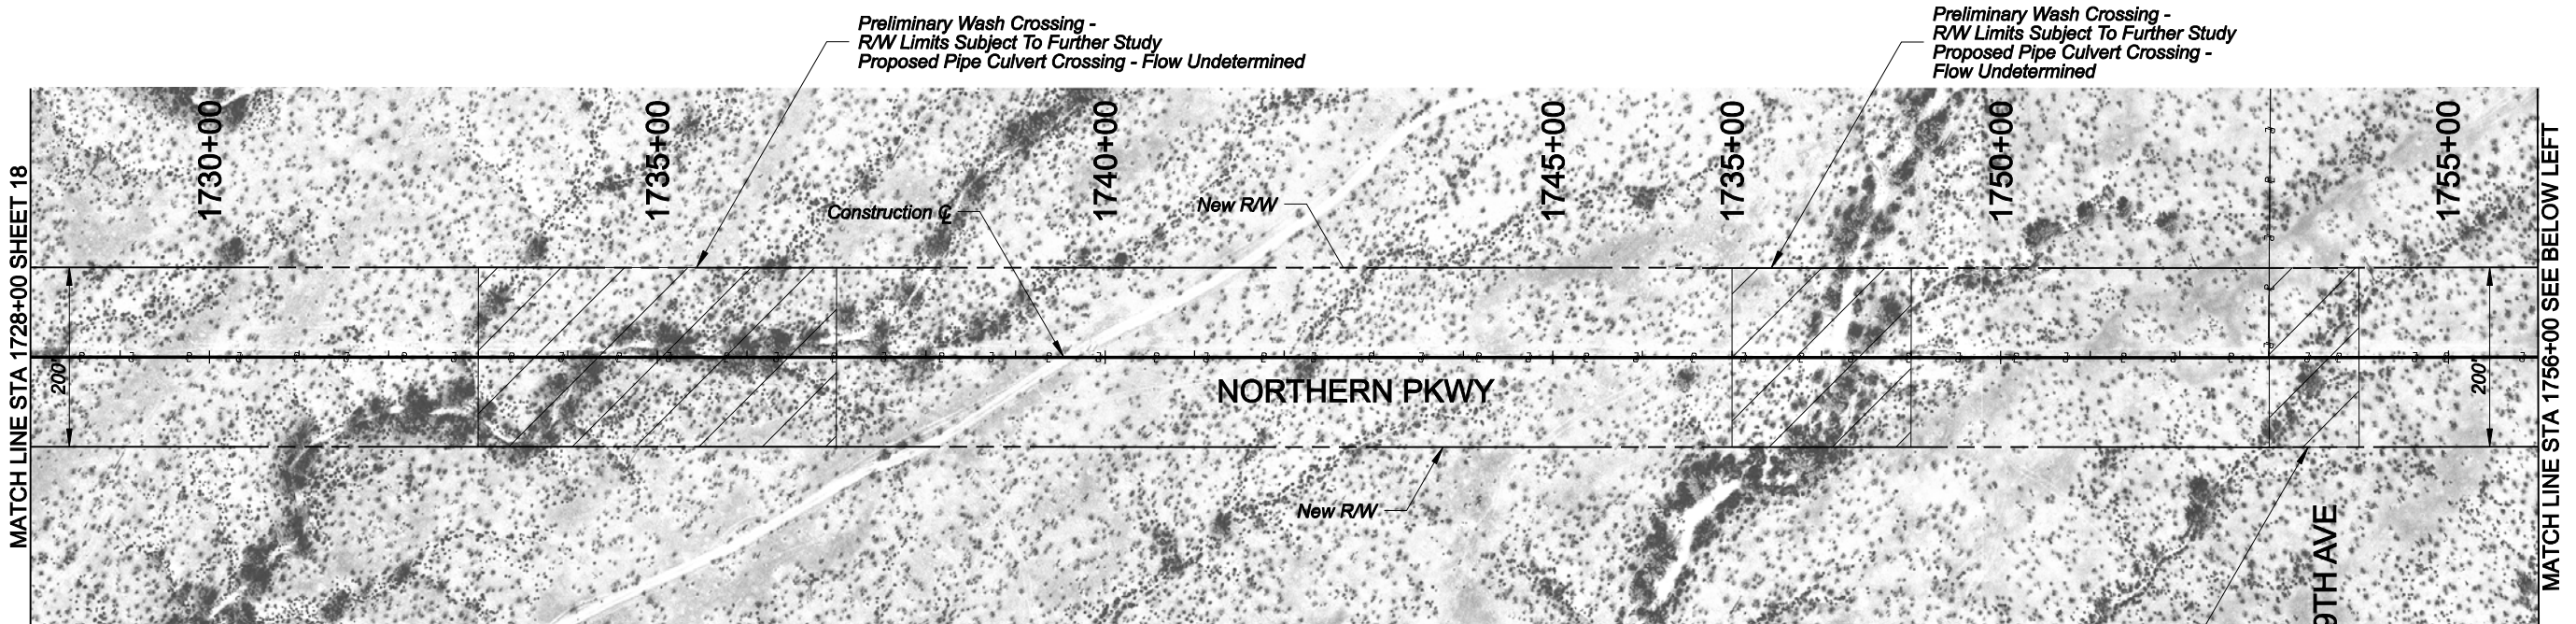 Preliminary Wash Crossing -
R/W Limits Subject To Further Study
Proposed Pipe Culvert Crossing - Flow Undetermined
Preliminary Wash Crossing -
R/W Limits Subject To Further Study
Proposed Pipe Culvert Crossing -
Flow Undetermined
MATCH LINE STA 1728+00 SHEET 18
1730+00
1735+00
1740+00
1745+00
1735+00
1750+00
1755+00
MATCH LINE STA 1756+00 SEE BELOW LEFT
Construction ℄
New R/W
200'
200'
NORTHERN PKWY
New R/W
9TH AVE